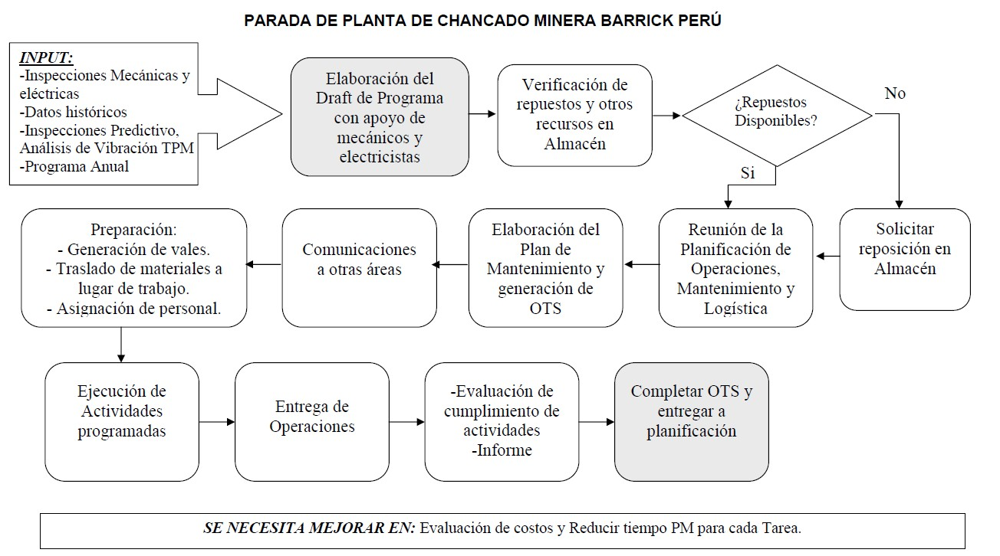 PARADA DE PLANTA DE CHANCADO MINERA BARRICK PERÚ
INPUT:
-Inspecciones Mecánicas y
eléctricas
-Datos históricos
-Inspecciones Predictivo,
Análisis de Vibración TPM
-Programa Anual
Elaboración del
Draft de Programa
con apoyo de
mecánicos y
electricistas
Verificación de
repuestos y otros
recursos en
Almacén
¿Repuestos
Disponibles?
No
Si
Solicitar
reposición en
Almacén
Reunión de la
Planificación de
Operaciones,
Mantenimiento y
Logística
Elaboración del
Plan de
Mantenimiento y
generación de
OTS
Comunicaciones
a otras áreas
Preparación:
- Generación de vales.
- Traslado de materiales a
lugar de trabajo.
- Asignación de personal.
Ejecución de
Actividades
programadas
Entrega de
Operaciones
-Evaluación de
cumplimiento de
actividades
-Informe
Completar OTS y
entregar a
planificación
SE NECESITA MEJORAR EN: Evaluación de costos y Reducir tiempo PM para cada Tarea.